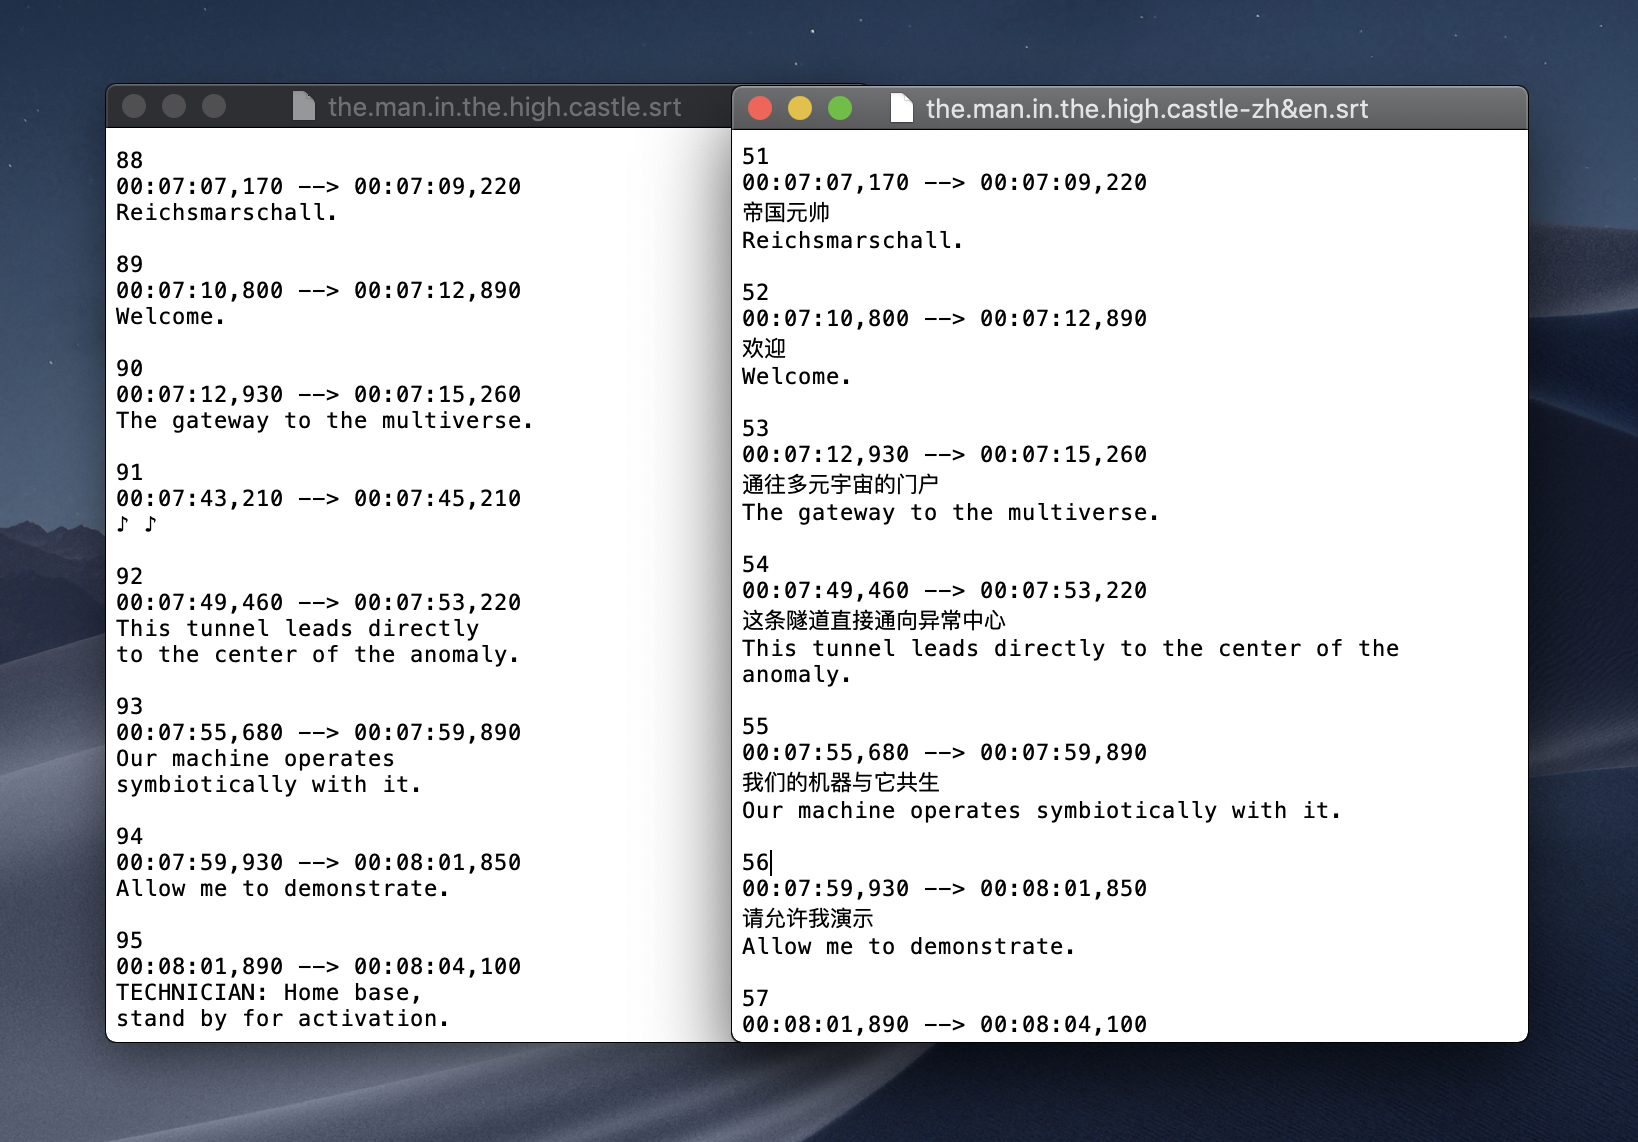 the.man.in.the.high.castle.srt
88
00:07:07,170 --> 00:07:09,220
Reichsmarschall.
89
00:07:10,800 --> 00:07:12,890
Welcome.
90
00:07:12,930 --> 00:07:15,260
The gateway to the multiverse.
91
00:07:43,210 --> 00:07:45,210
♪ ♪
92
00:07:49,460 --> 00:07:53,220
This tunnel leads directly
to the center of the anomaly.
93
00:07:55,680 --> 00:07:59,890
Our machine operates
symbiotically with it.
94
00:07:59,930 --> 00:08:01,850
Allow me to demonstrate.
95
00:08:01,890 --> 00:08:04,100
TECHNICIAN: Home base,
stand by for activation.
the.man.in.the.high.castle-zh&en.srt
51
00:07:07,170 --> 00:07:09,220
帝国元帅
Reichsmarschall.
52
00:07:10,800 --> 00:07:12,890
欢迎
Welcome.
53
00:07:12,930 --> 00:07:15,260
通往多元宇宙的门户
The gateway to the multiverse.
54
00:07:49,460 --> 00:07:53,220
这条隧道直接通向异常中心
This tunnel leads directly to the center of the
anomaly.
55
00:07:55,680 --> 00:07:59,890
我们的机器与它共生
Our machine operates symbiotically with it.
56
00:07:59,930 --> 00:08:01,850
请允许我演示
Allow me to demonstrate.
57
00:08:01,890 --> 00:08:04,100